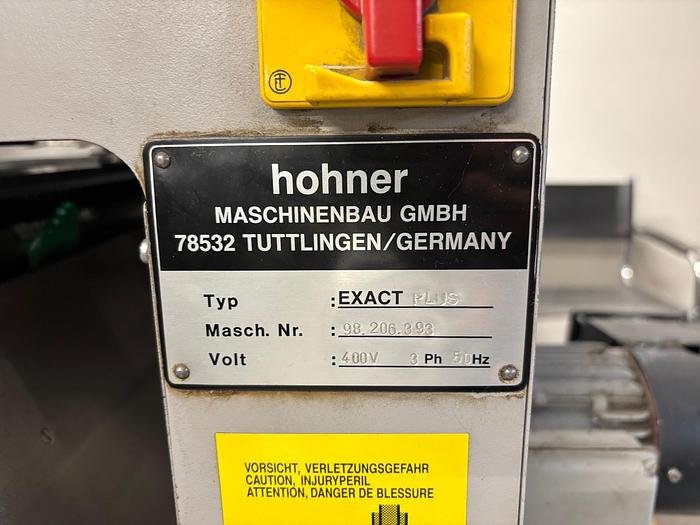 hohner
MASCHINENBAU GMBH
78532 TUTTLINGEN/GERMANY
Typ :EXACT PLUS
Masch. Nr. : 98.206.393
Volt : 400V 3 Ph 50Hz
VORSICHT, VERLETZUNGSGEFAHR
CAUTION, INJURYPERIL
ATTENTION, DANGER DE BLESSURE